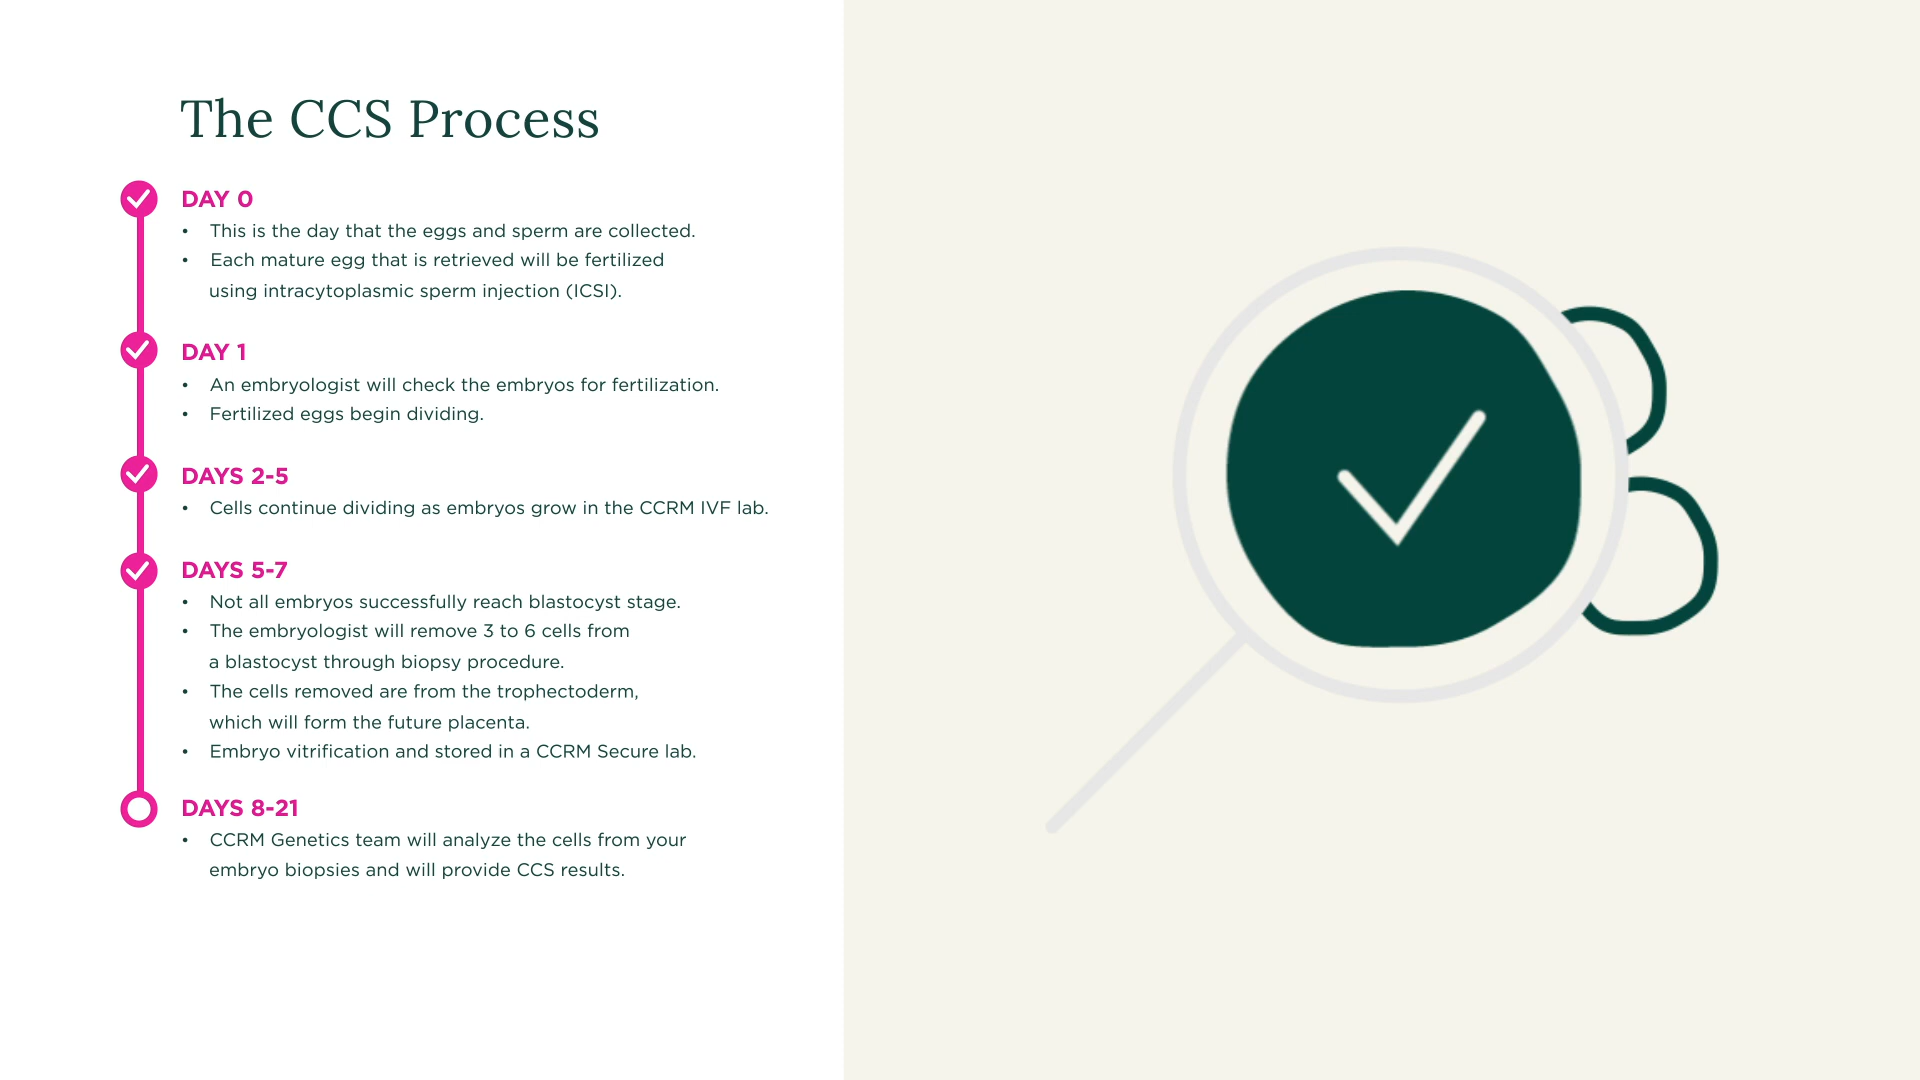 The CCS Process
DAY 0
• This is the day that the eggs and sperm are collected.
• Each mature egg that is retrieved will be fertilized
using intracytoplasmic sperm injection (ICSI).
DAY 1
• An embryologist will check the embryos for fertilization.
• Fertilized eggs begin dividing.
DAYS 2-5
• Cells continue dividing as embryos grow in the CCRM IVF lab.
DAYS 5-7
• Not all embryos successfully reach blastocyst stage.
• The embryologist will remove 3 to 6 cells from
a blastocyst through biopsy procedure.
• The cells removed are from the trophectoderm,
which will form the future placenta.
• Embryo vitrification and stored in a CCRM Secure lab.
DAYS 8-21
• CCRM Genetics team will analyze the cells from your
embryo biopsies and will provide CCS results.